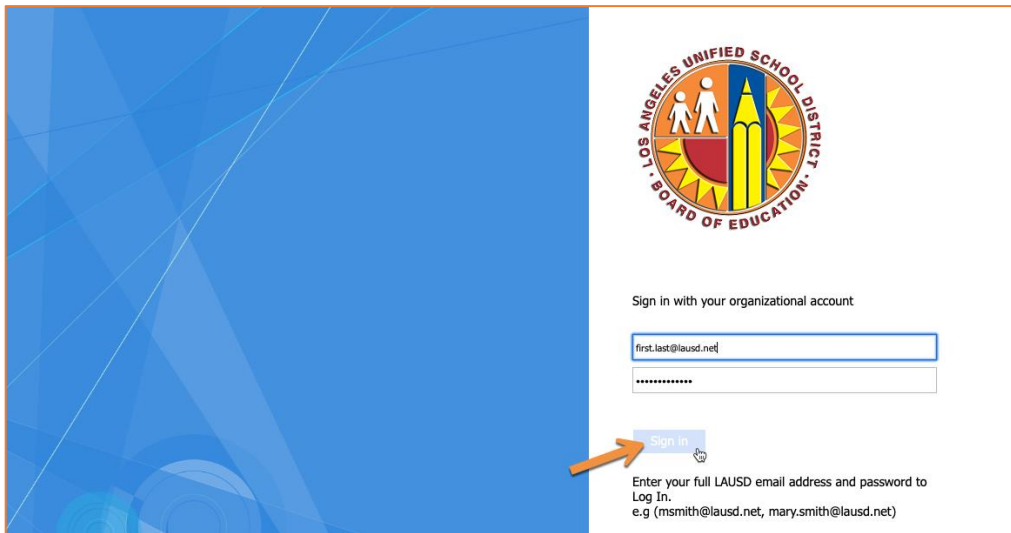 LOS ANGELES UNIFIED SCHOOL DISTRICT
• BOARD OF EDUCATION •
Sign in with your organizational account
first.last@lausd.net
•••••••••••••
Sign in
Enter your full LAUSD email address and password to
Log In.
e.g (msmith@lausd.net, mary.smith@lausd.net)